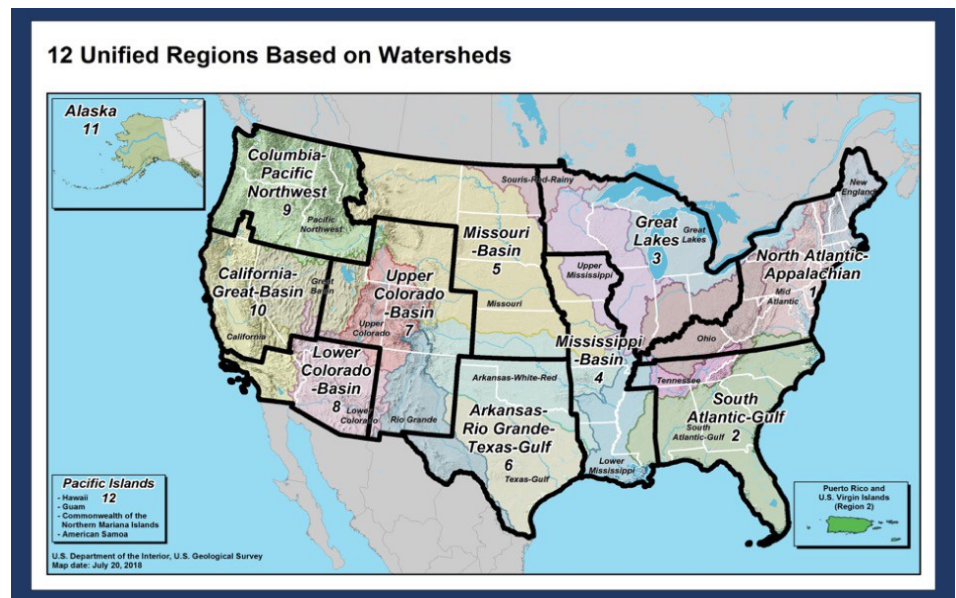 12 Unified Regions Based on Watersheds
Alaska
11
Columbia-
Pacific
Northwest
9
Pacific
Northwest
Souris-Red-Rainy
Missouri
-Basin
5
Missouri
Great
Lakes
3
Great
Lakes
New
England
North Atlantic-
Appalachian
1
Mid
Atlantic
California-
Great-Basin
10
Great
Basin
California
Upper
Colorado
-Basin
7
Upper
Colorado
Upper
Mississippi
Ohio
Mississippi
-Basin
4
Lower
Colorado
-Basin
8
Lower
Colorado
Rio Grande
Arkansas-White-Red
Arkansas-
Rio Grande-
Texas-Gulf
6
Texas-Gulf
Tennessee
South
Atlantic-Gulf
2
South
Atlantic-Gulf
Lower
Mississippi
Pacific Islands
12
- Hawaii
- Guam
- Commonwealth of the
Northern Mariana Islands
- American Samoa
Puerto Rico and
U.S. Virgin Islands
(Region 2)
U.S. Department of the Interior, U.S. Geological Survey
Map date: July 20, 2018